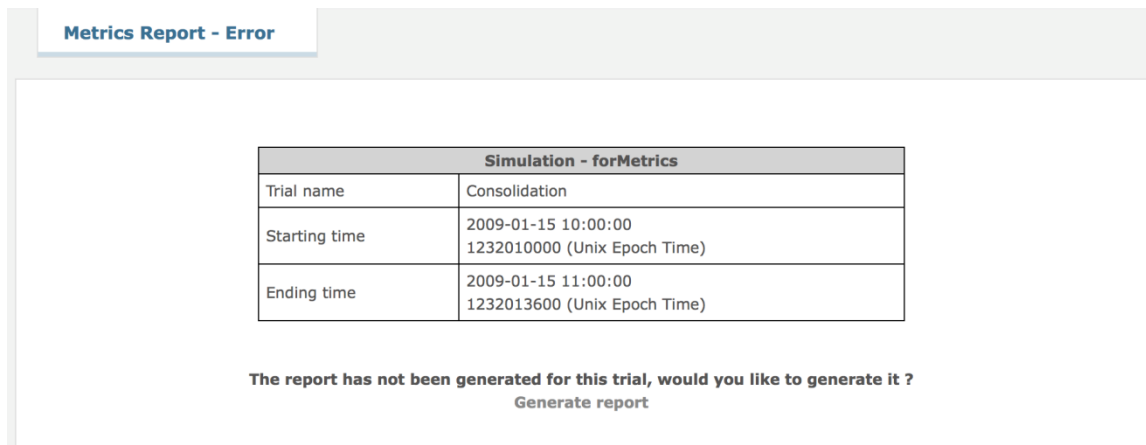 Metrics Report - Error
Simulation - forMetrics
Trial name Consolidation
Starting time 2009-01-15 10:00:00
1232010000 (Unix Epoch Time)
Ending time 2009-01-15 11:00:00
1232013600 (Unix Epoch Time)
The report has not been generated for this trial, would you like to generate it ?
Generate report